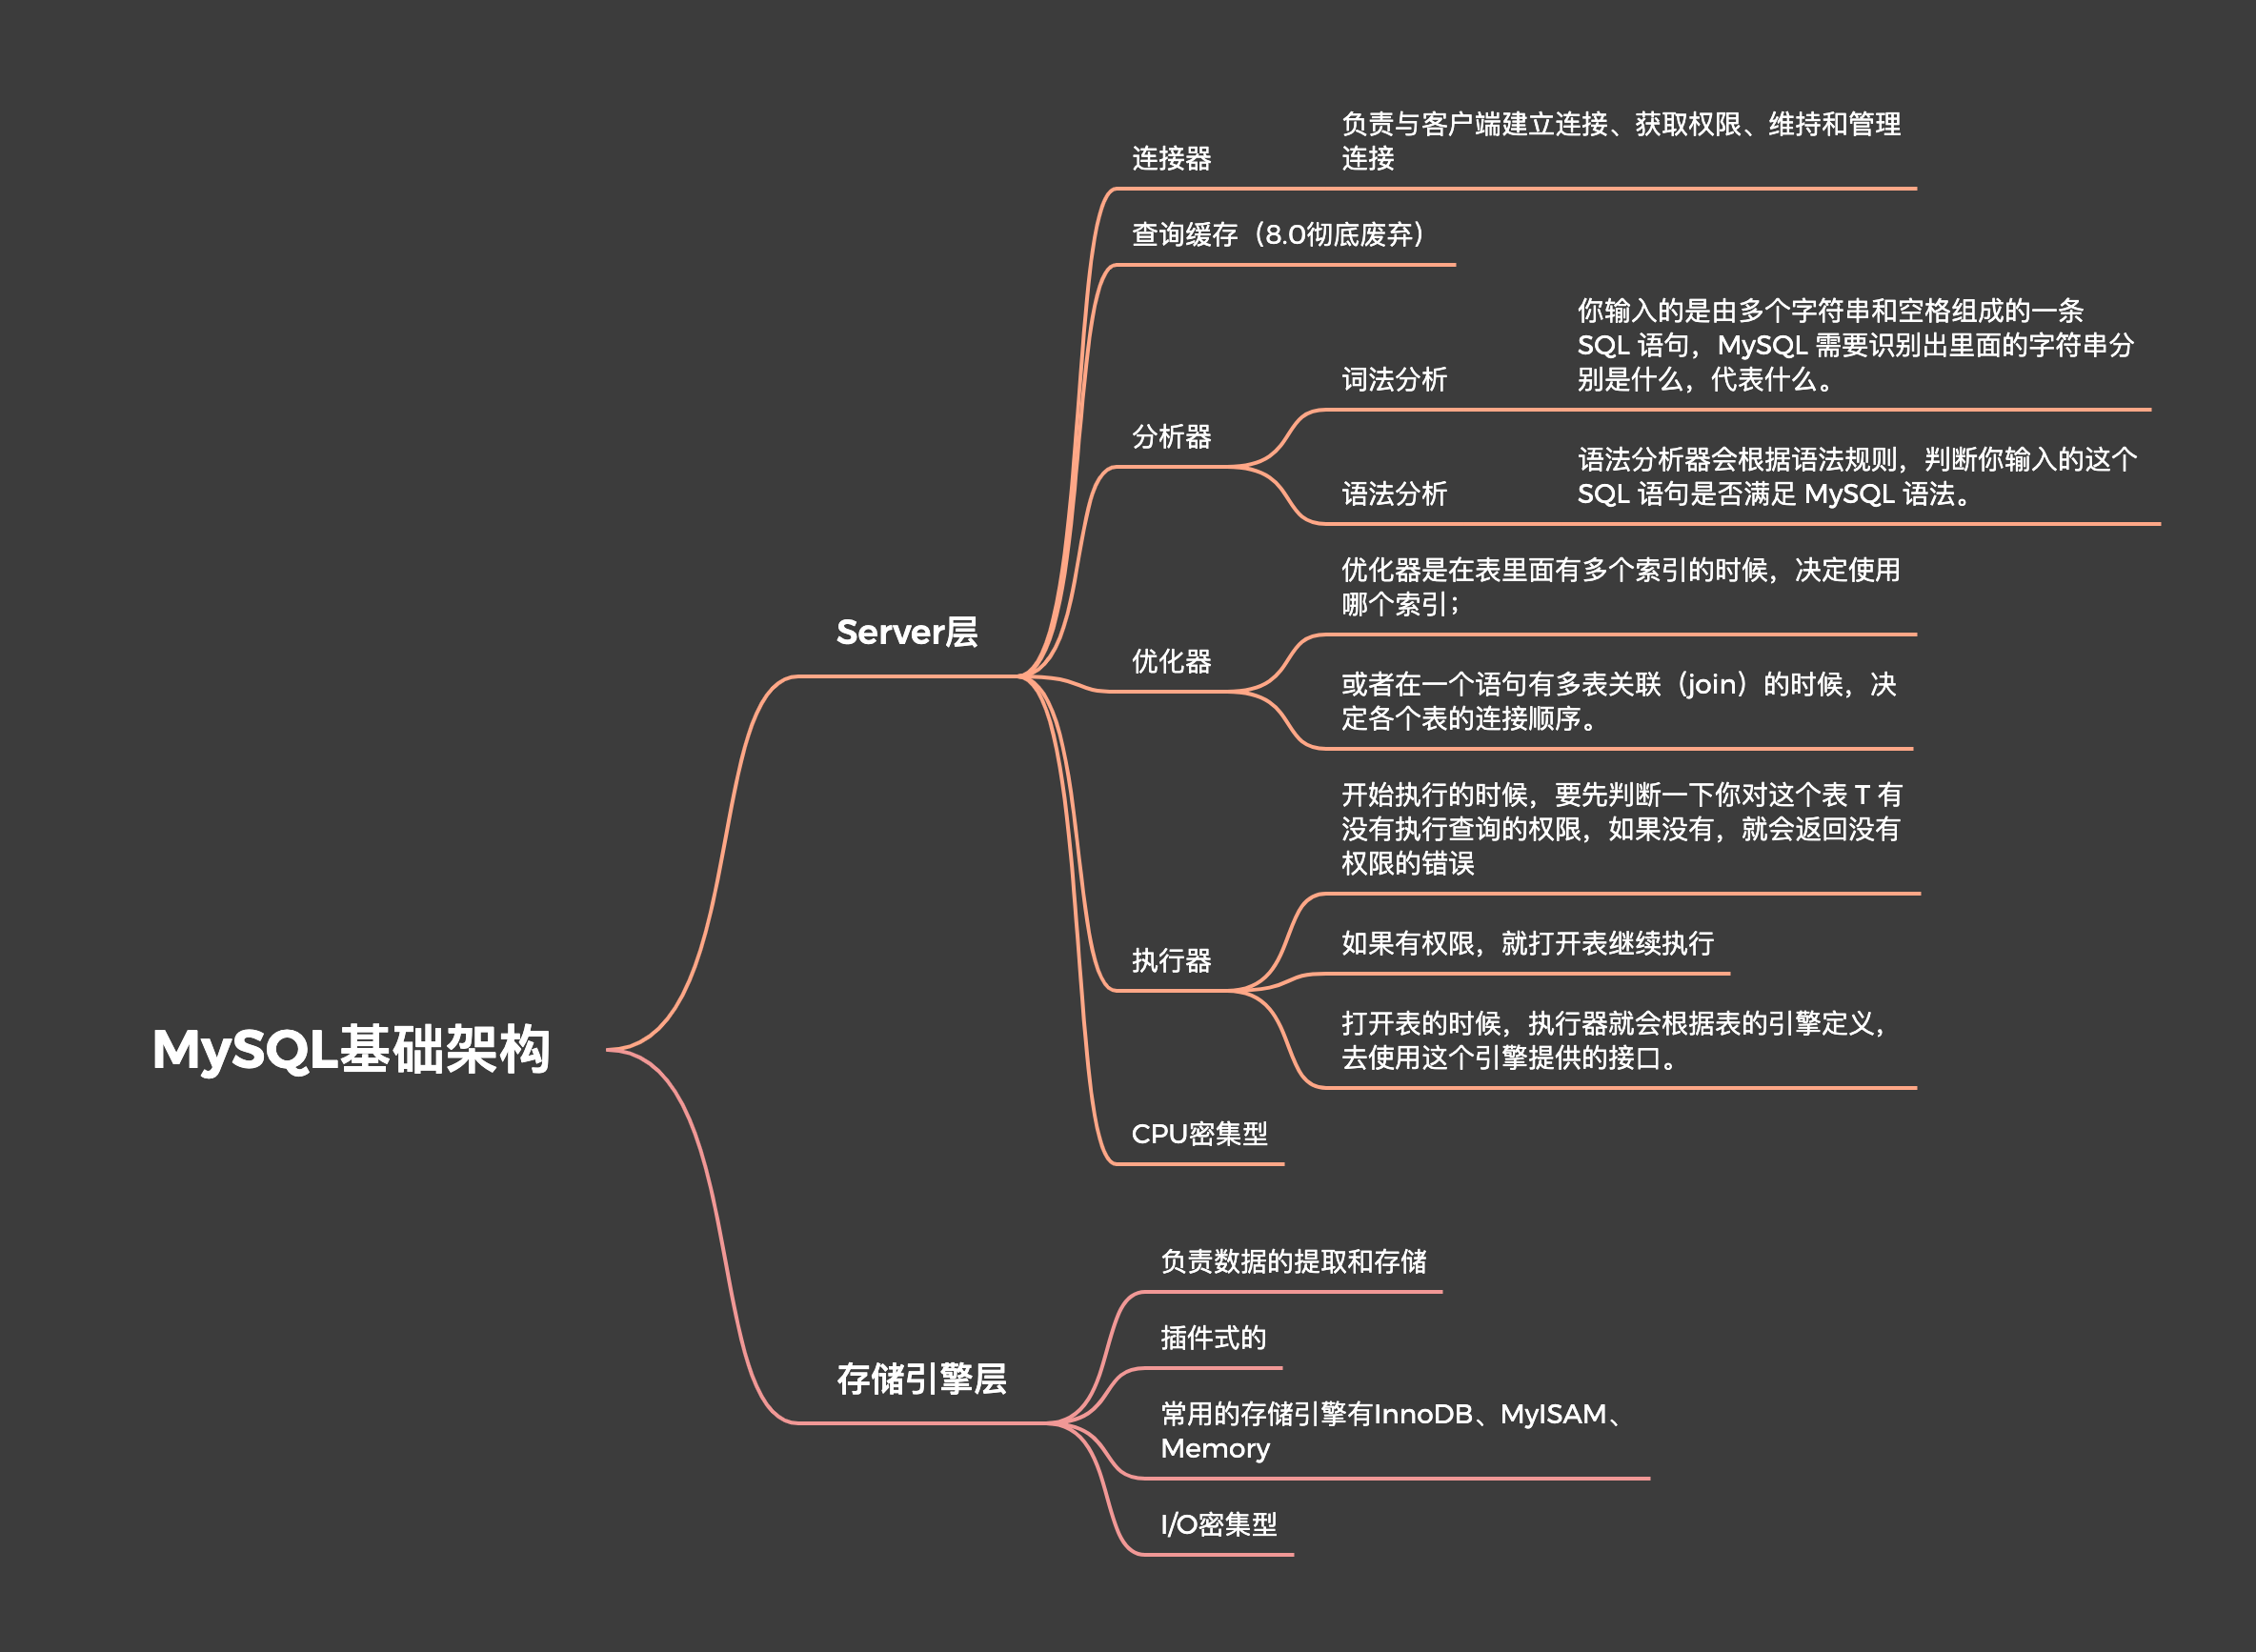 MySQL基础架构
Server层
连接器
负责与客户端建立连接、获取权限、维持和管理
连接
查询缓存（8.0彻底废弃）
分析器
词法分析
你输入的是由多个字符串和空格组成的一条
SQL 语句，MySQL 需要识别出里面的字符串分
别是什么，代表什么。
语法分析
语法分析器会根据语法规则，判断你输入的这个
SQL 语句是否满足 MySQL 语法。
优化器
优化器是在表里面有多个索引的时候，决定使用
哪个索引；
或者在一个语句有多表关联（join）的时候，决
定各个表的连接顺序。
执行器
开始执行的时候，要先判断一下你对这个表 T 有
没有执行查询的权限，如果没有，就会返回没有
权限的错误
如果有权限，就打开表继续执行
打开表的时候，执行器就会根据表的引擎定义，
去使用这个引擎提供的接口。
CPU密集型
存储引擎层
负责数据的提取和存储
插件式的
常用的存储引擎有InnoDB、MyISAM、
Memory
I/O密集型